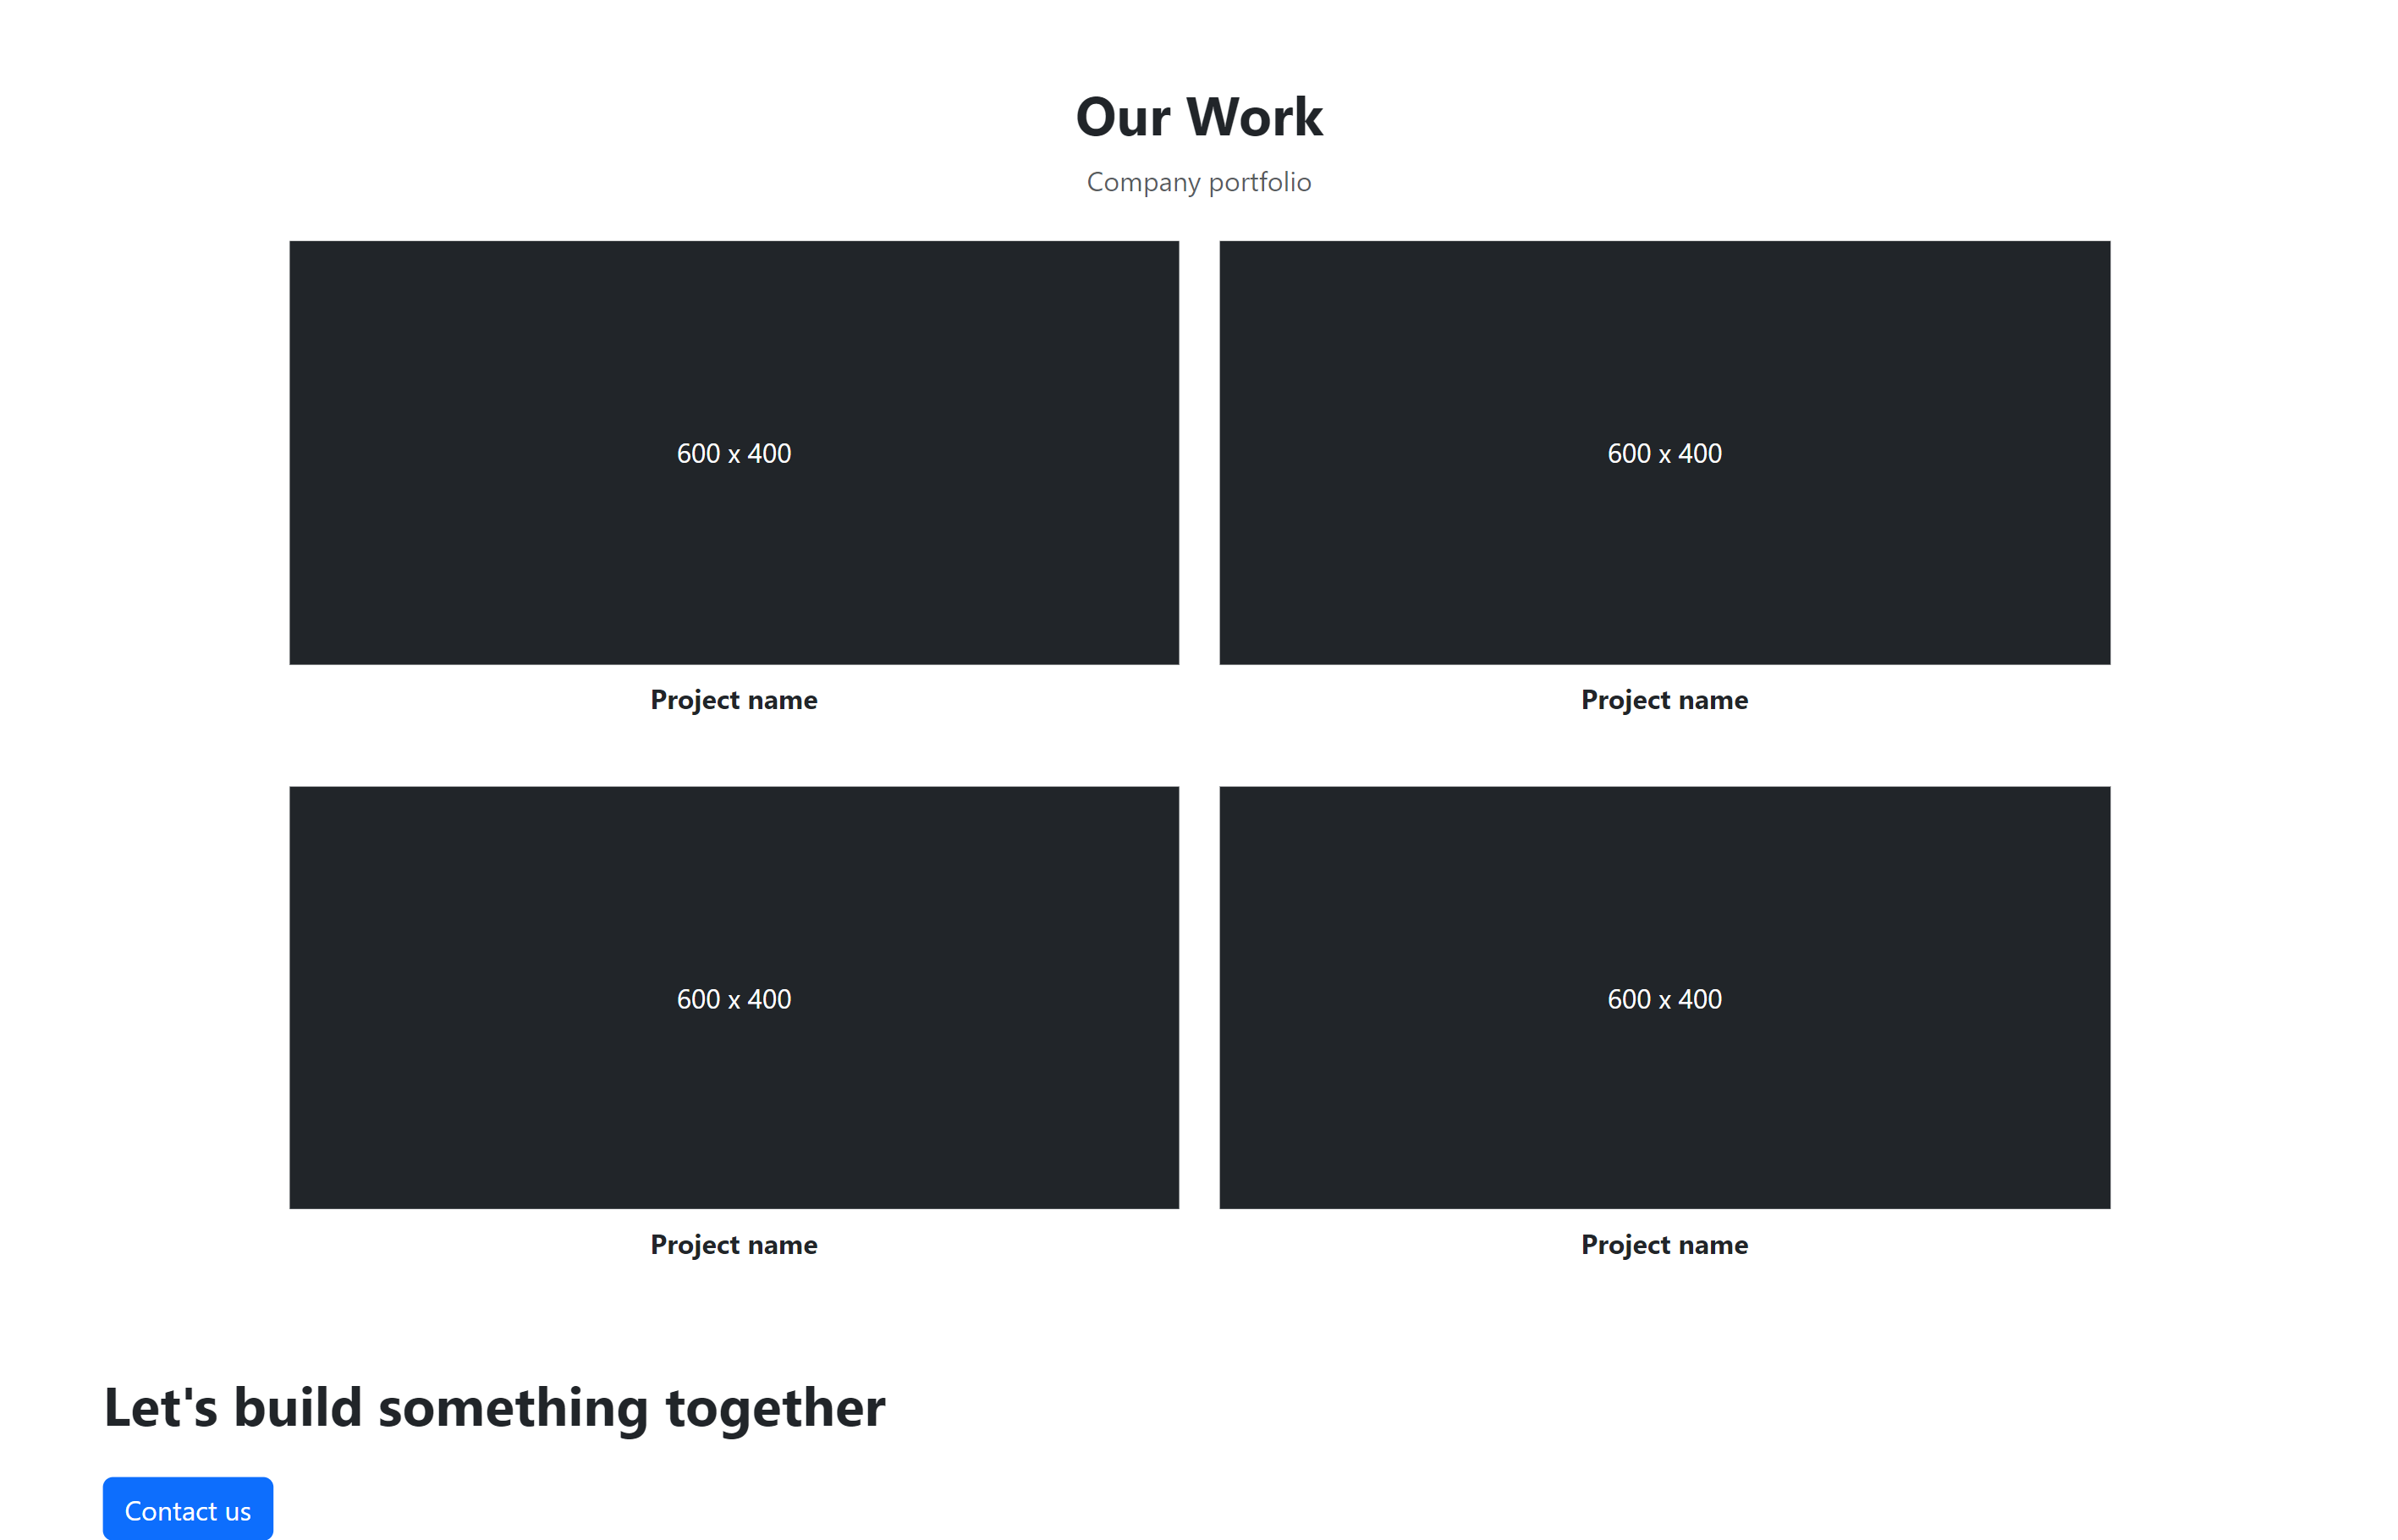 Our Work
Company portfolio
600 x 400
600 x 400
Project name
Project name
600 x 400
600 x 400
Project name
Project name
Let's build something together
Contact us